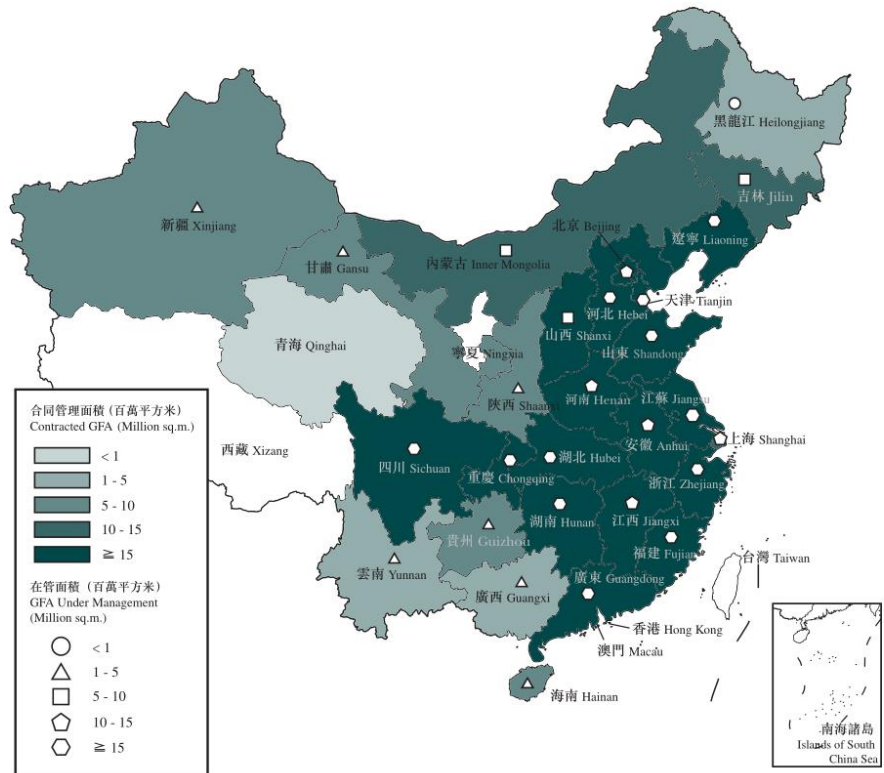 黑龍江 Heilongjiang
吉林 Jilin
新疆 Xinjiang
北京 Beijing
遼寧 Liaoning
甘肅 Gansu
內蒙古 Inner Mongolia
天津 Tianjin
河北 Hebei
山西 Shanxi
山東 Shandong
青海 Qinghai
寧夏 Ningxia
陝西 Shaanxi
河南 Henan
江蘇 Jiangsu
安徽 Anhui
上海 Shanghai
西藏 Xizang
四川 Sichuan
重慶 Chongqing
湖北 Hubei
浙江 Zhejiang
湖南 Hunan
江西 Jiangxi
貴州 Guizhou
福建 Fujian
台灣 Taiwan
雲南 Yunnan
廣西 Guangxi
廣東 Guangdong
香港 Hong Kong
澳門 Macau
海南 Hainan
合同管理面積 (百萬平方米)
Contracted GFA (Million sq.m.)
< 1
1 - 5
5 - 10
10 - 15
≧ 15
在管面積 (百萬平方米)
GFA Under Management
(Million sq.m.)
< 1
1 - 5
5 - 10
10 - 15
≧ 15
南海諸島
Islands of South
China Sea